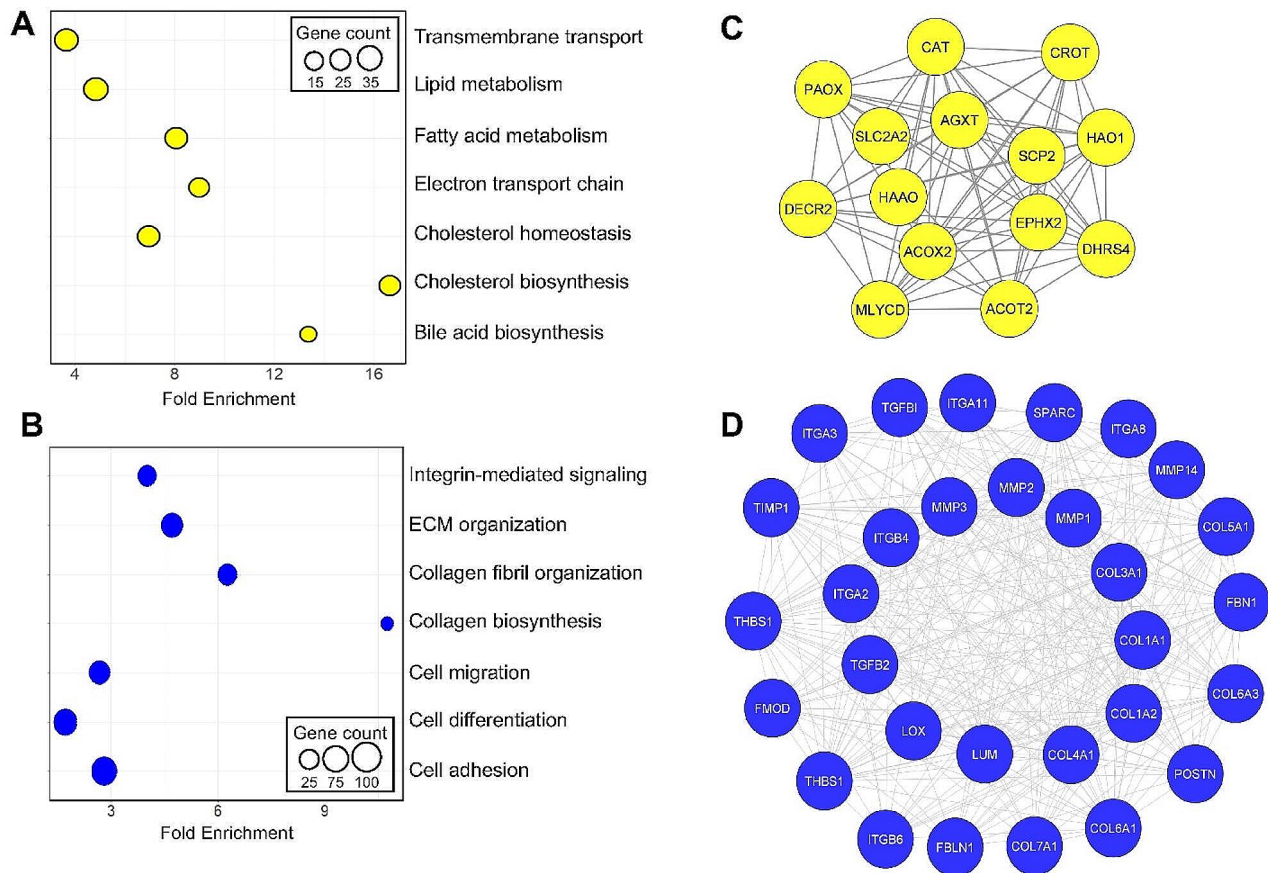 A
Gene count
15 25 35
Transmembrane transport
Lipid metabolism
Fatty acid metabolism
Electron transport chain
Cholesterol homeostasis
Cholesterol biosynthesis
Bile acid biosynthesis
4 8 12 16
Fold Enrichment
B
Integrin-mediated signaling
ECM organization
Collagen fibril organization
Collagen biosynthesis
Cell migration
Cell differentiation
Cell adhesion
Gene count
25 75 100
3 6 9
Fold Enrichment
C
CAT
CROT
PAOX
AGXT
SLC2A2
HAO1
SCP2
HAAO
DECR2
EPHX2
ACOX2
DHRS4
MLYCD
ACOT2
D
TGFBI
ITGA11
SPARC
ITGA3
ITGA8
MMP14
MMP2
TIMP1
MMP3
MMP1
COL5A1
ITGB4
COL3A1
ITGA2
FBN1
THBS1
COL1A1
TGFB2
COL6A3
FMOD
COL1A2
LOX
LUM
COL4A1
POSTN
THBS1
COL6A1
ITGB6
FBLN1
COL7A1